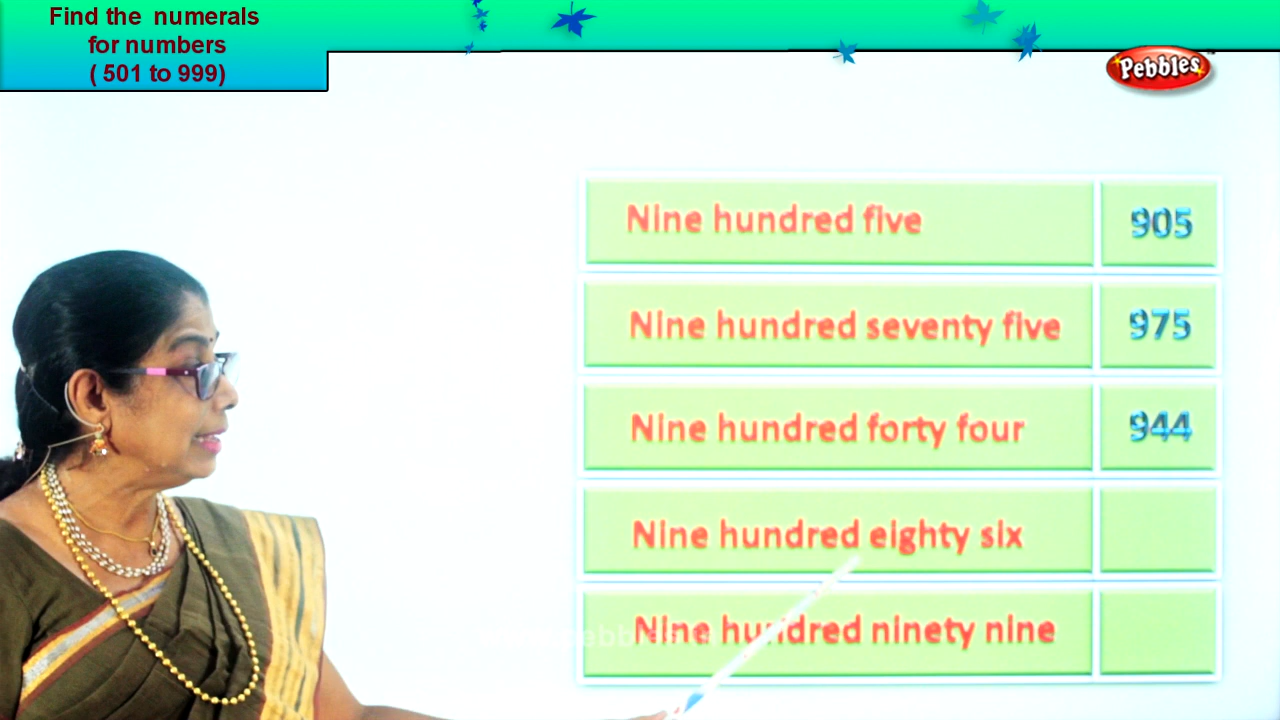 Find the numerals
for numbers
( 501 to 999)
Pebbles
Nine hundred five 905
Nine hundred seventy five 975
Nine hundred forty four 944
Nine hundred eighty six
Nine hundred ninety nine